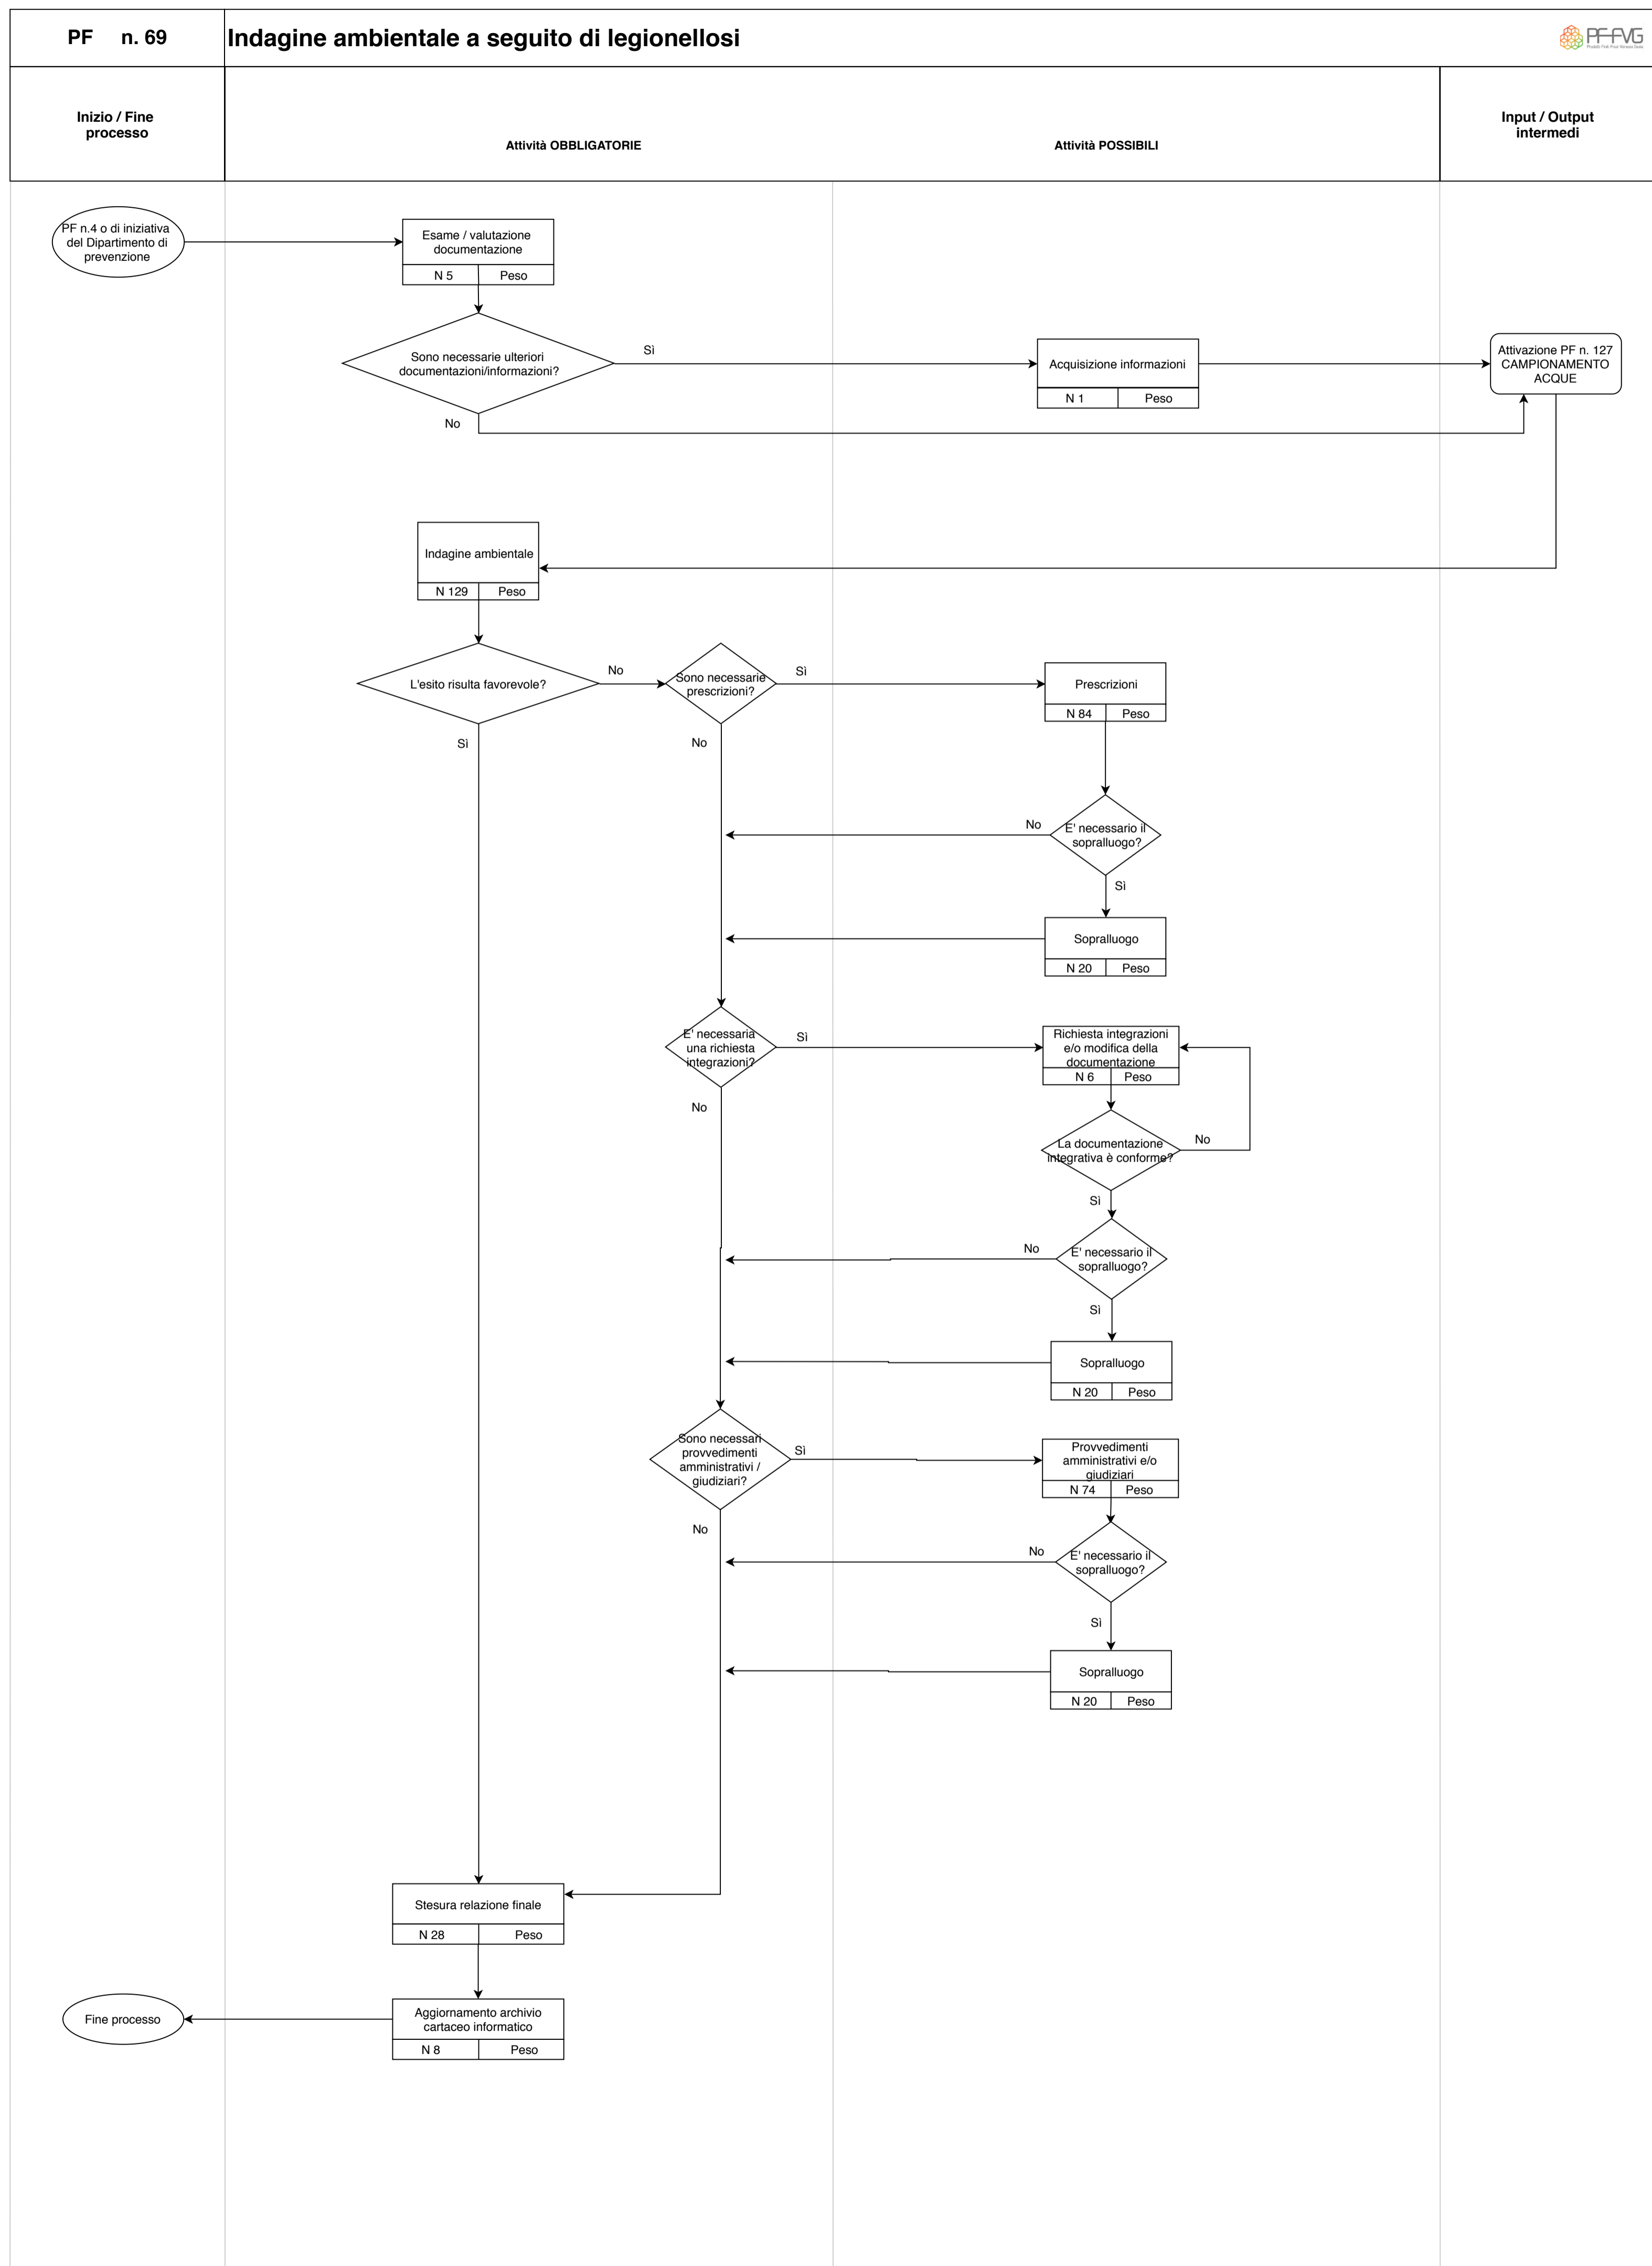 PF n. 69
Indagine ambientale a seguito di legionellosi
PF-FVG
Inizio / Fine
processo
Attività OBBLIGATORIE
Attività POSSIBILI
Input / Output
intermedi
PF n.4 o di iniziativa
del Dipartimento di
prevenzione
Esame / valutazione
documentazione
N 5 Peso
Sono necessarie ulteriori
documentazioni/informazioni?
Sì
No
Acquisizione informazioni
N 1 Peso
Attivazione PF n. 127
CAMPIONAMENTO
ACQUE
Indagine ambientale
N 129 Peso
L'esito risulta favorevole?
No
Sì
Sono necessarie
prescrizioni?
Sì
No
Prescrizioni
N 84 Peso
E' necessario il
sopralluogo?
No
Sì
Sopralluogo
N 20 Peso
E' necessaria
una richiesta
integrazioni?
Sì
No
Richiesta integrazioni
e/o modifica della
documentazione
N 6 Peso
La documentazione
integrativa è conforme?
No
Sì
E' necessario il
sopralluogo?
No
Sì
Sopralluogo
N 20 Peso
Sono necessari
provvedimenti
amministrativi /
giudiziari?
Sì
No
Provvedimenti
amministrativi e/o
giudiziari
N 74 Peso
E' necessario il
sopralluogo?
No
Sì
Sopralluogo
N 20 Peso
Stesura relazione finale
N 28 Peso
Aggiornamento archivio
cartaceo informatico
N 8 Peso
Fine processo